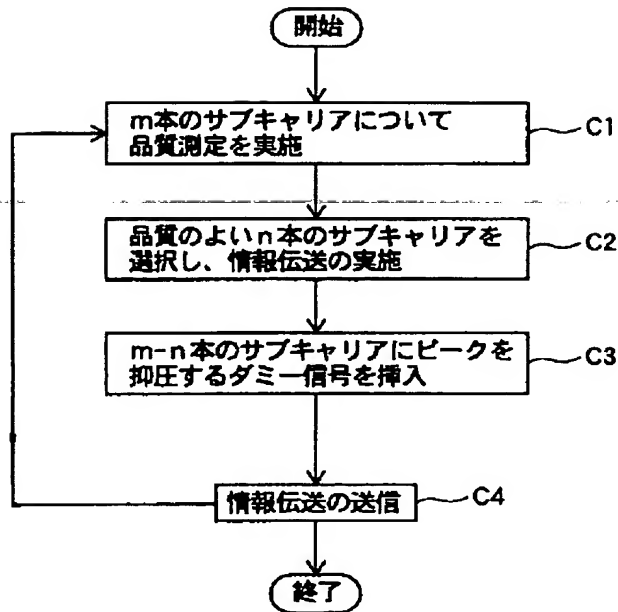 開始
m本のサブキャリアについて
品質測定を実施
C1
品質のよいn本のサブキャリアを
選択し、情報伝送の実施
C2
m-n本のサブキャリアにピークを
抑圧するダミー信号を挿入
C3
情報伝送の送信
C4
終了